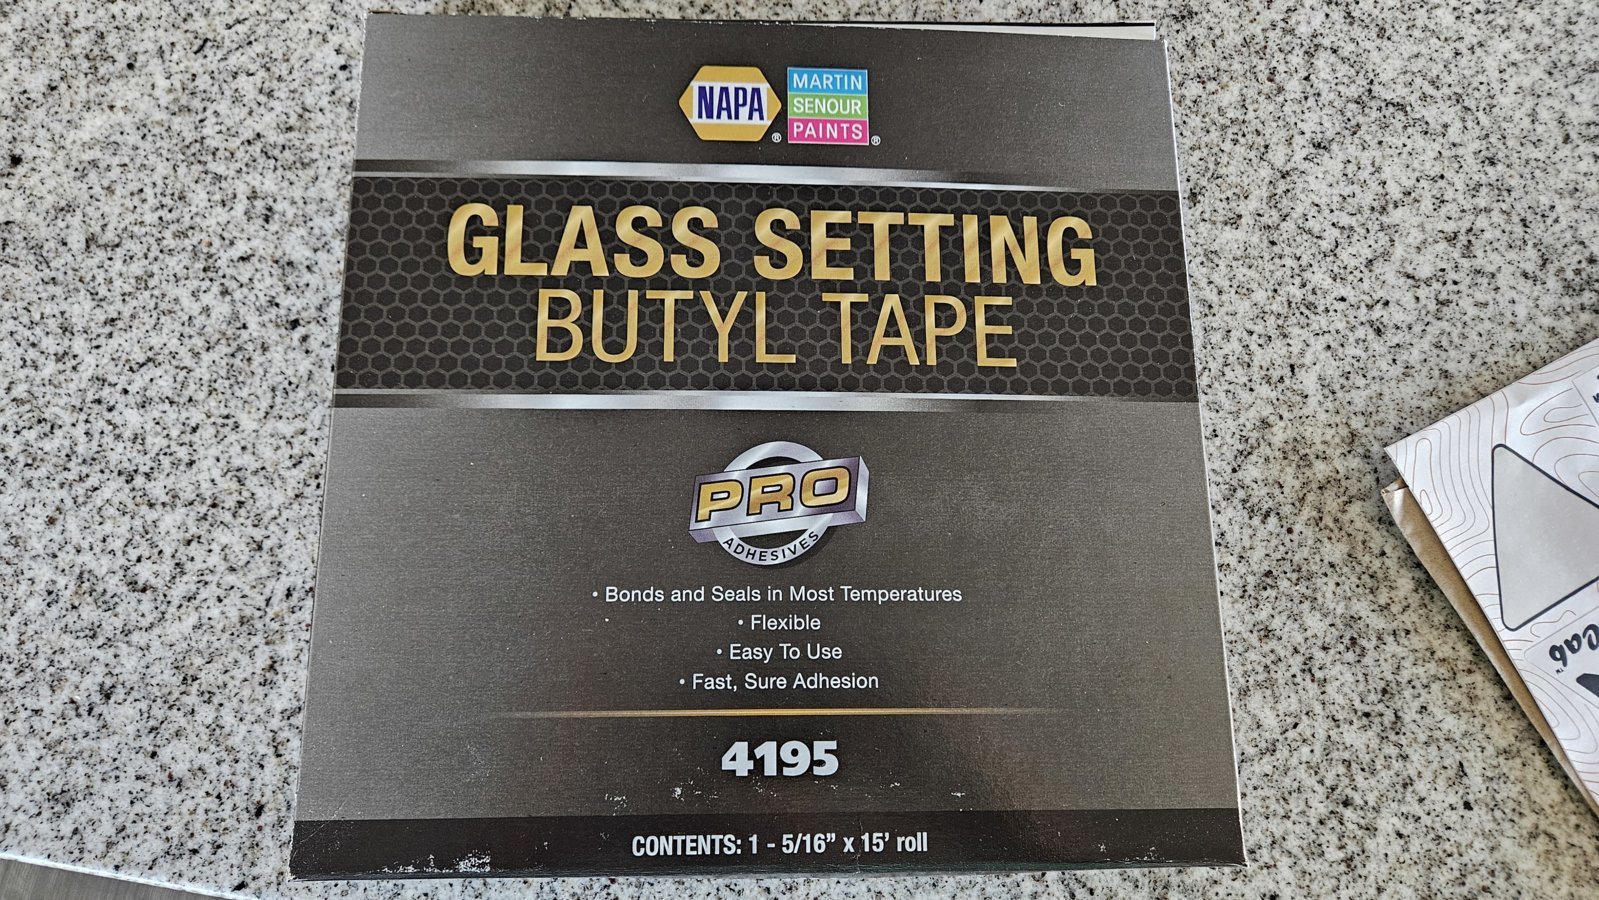 NAPA®
MARTIN
SENOUR
PAINTS®
GLASS SETTING
BUTYL TAPE
PRO
ADHESIVES
• Bonds and Seals in Most Temperatures
• Flexible
• Easy To Use
• Fast, Sure Adhesion
4195
CONTENTS: 1 - 5/16” x 15’ roll